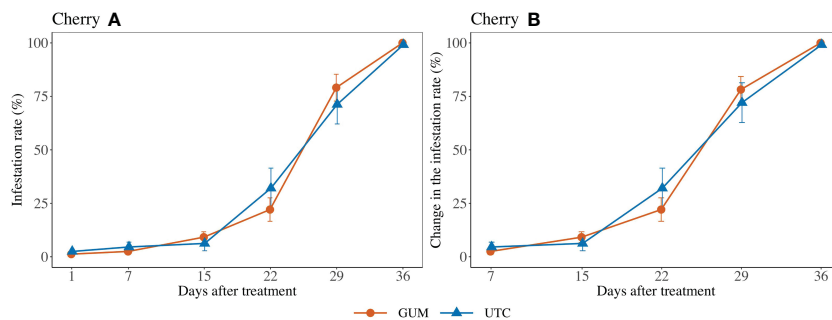 Cherry A
Infestation rate (%)
100
75
50
25
0
1 7 15 22 29 36
Days after treatment
Cherry B
Change in the infestation rate (%)
100
75
50
25
0
7 15 22 29 36
Days after treatment
GUM UTC